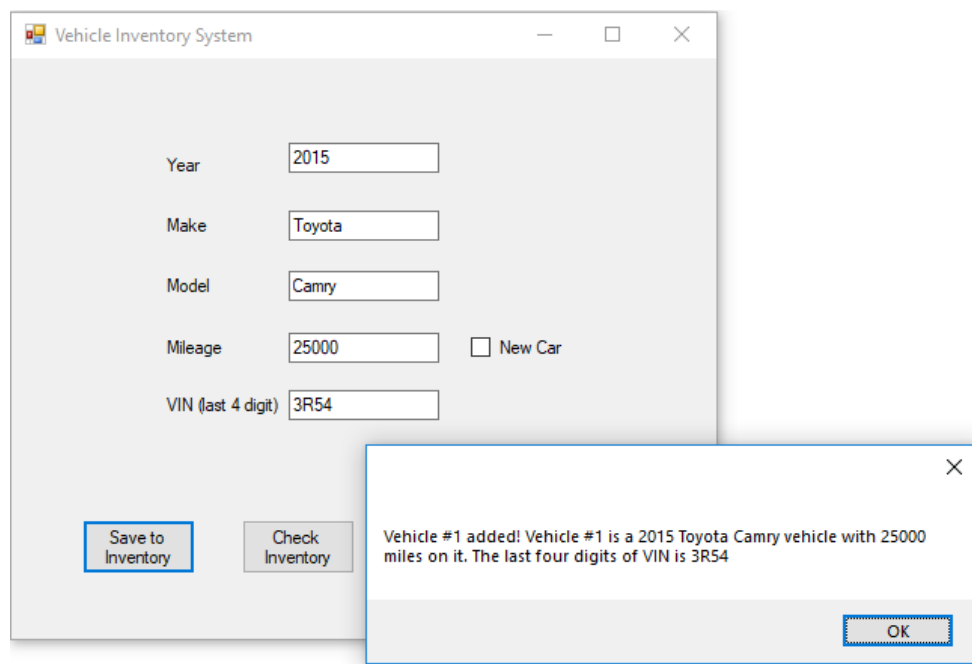 Vehicle Inventory System
Year 2015
Make Toyota
Model Camry
Mileage 25000 New Car
VIN (last 4 digit) 3R54
Save to
Inventory
Check
Inventory
Vehicle #1 added! Vehicle #1 is a 2015 Toyota Camry vehicle with 25000
miles on it. The last four digits of VIN is 3R54
OK